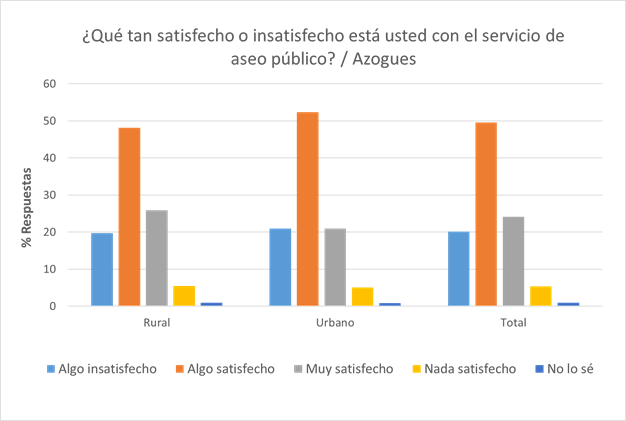 ¿Qué tan satisfecho o insatisfecho está usted con el servicio de
aseo público? / Azogues
% Respuestas
60
50
40
30
20
10
0
Rural
Urbano
Total
Algo insatisfecho
Algo satisfecho
Muy satisfecho
Nada satisfecho
No lo sé